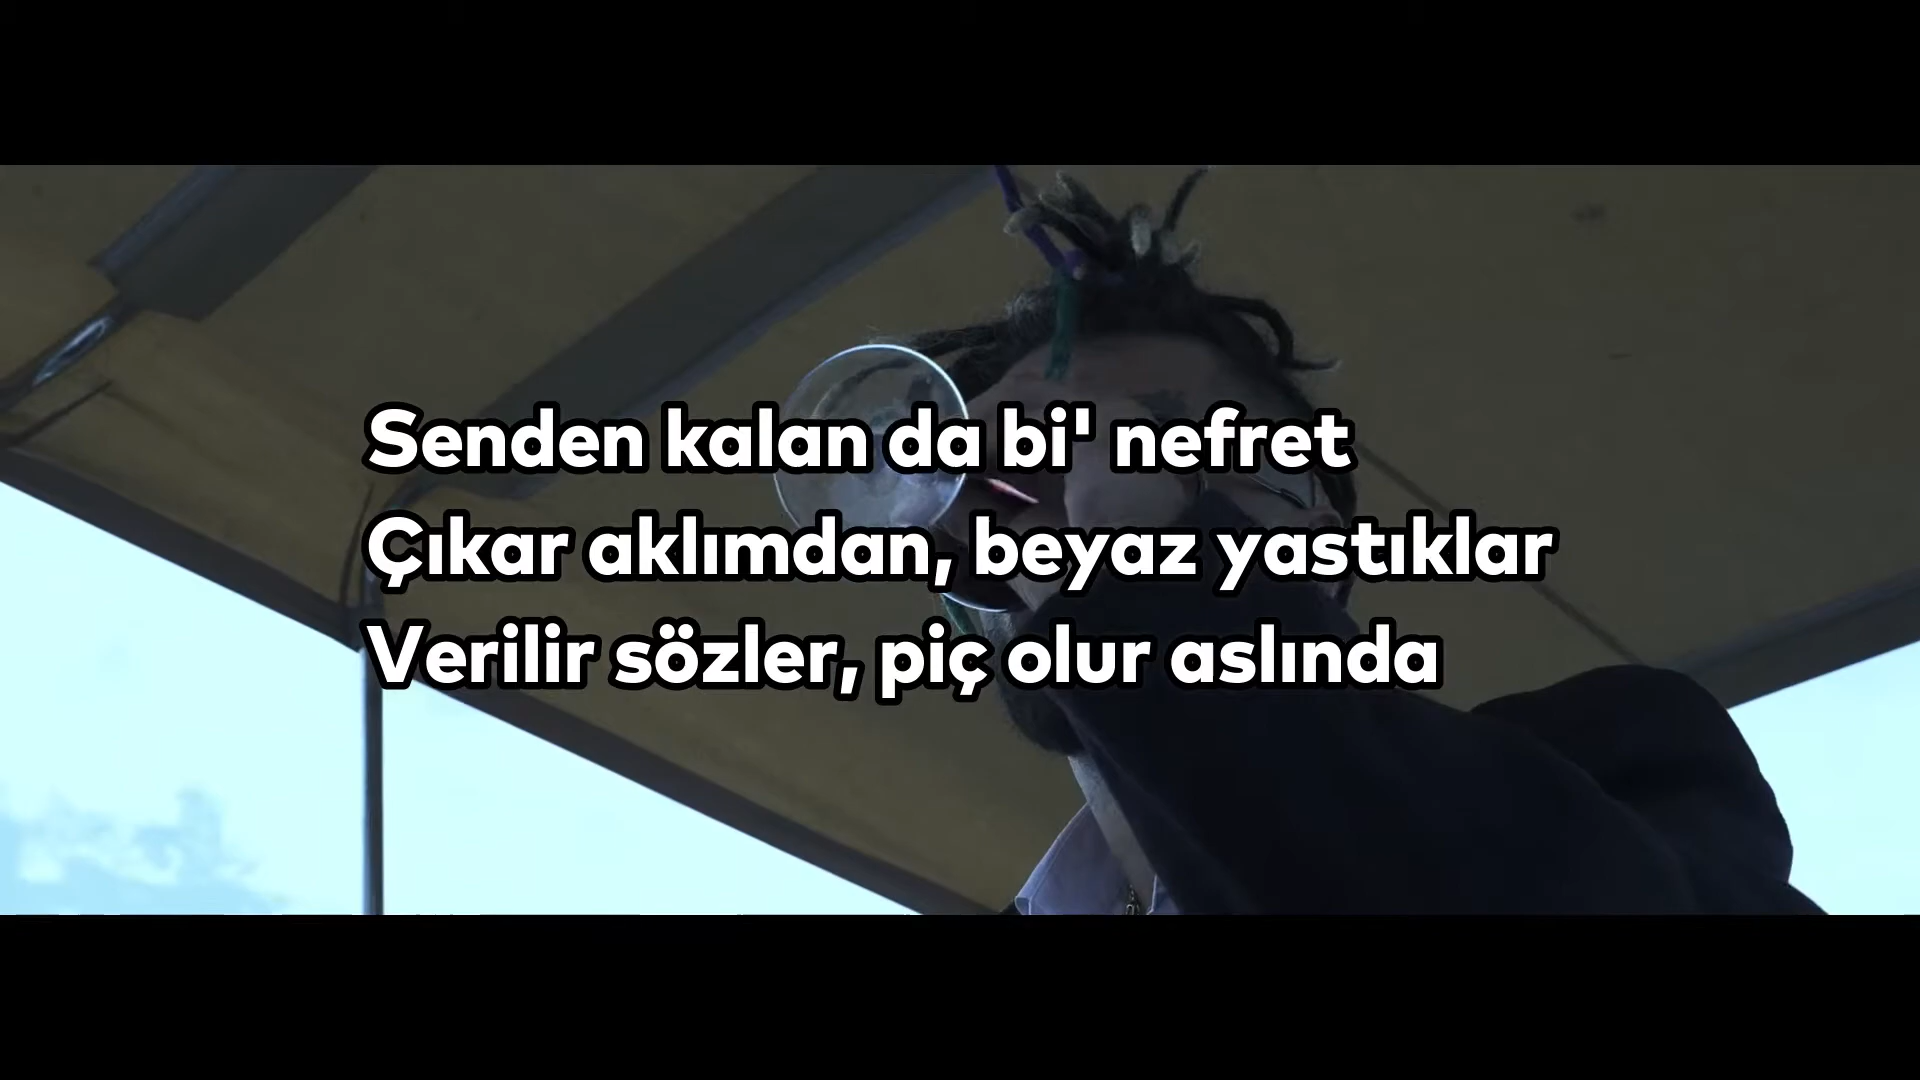 Senden kalan da bi' nefret
Çıkar aklımdan, beyaz yastıklar
Verilir sözler, piç olur aslında